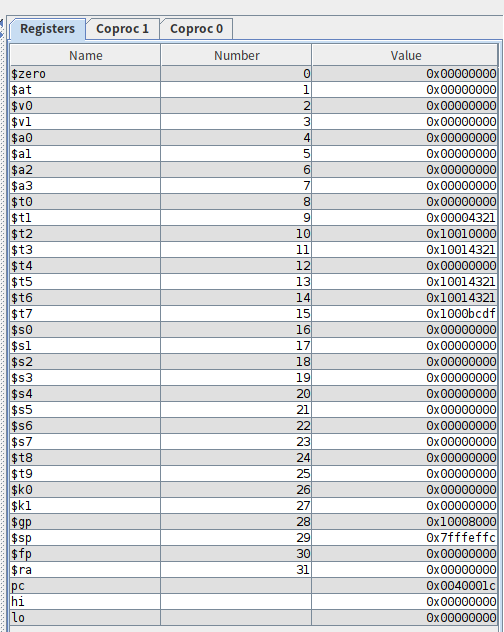 Registers Coproc 1 Coproc 0
Name Number Value
$zero 0 0x00000000
$at 1 0x00000000
$v0 2 0x00000000
$v1 3 0x00000000
$a0 4 0x00000000
$a1 5 0x00000000
$a2 6 0x00000000
$a3 7 0x00000000
$t0 8 0x00000000
$t1 9 0x00004321
$t2 10 0x10010000
$t3 11 0x10014321
$t4 12 0x00000000
$t5 13 0x10014321
$t6 14 0x10014321
$t7 15 0x1000bcdf
$s0 16 0x00000000
$s1 17 0x00000000
$s2 18 0x00000000
$s3 19 0x00000000
$s4 20 0x00000000
$s5 21 0x00000000
$s6 22 0x00000000
$s7 23 0x00000000
$t8 24 0x00000000
$t9 25 0x00000000
$k0 26 0x00000000
$k1 27 0x00000000
$gp 28 0x10008000
$sp 29 0x7fffeffc
$fp 30 0x00000000
$ra 31 0x00000000
pc 0x0040001c
hi 0x00000000
lo 0x00000000